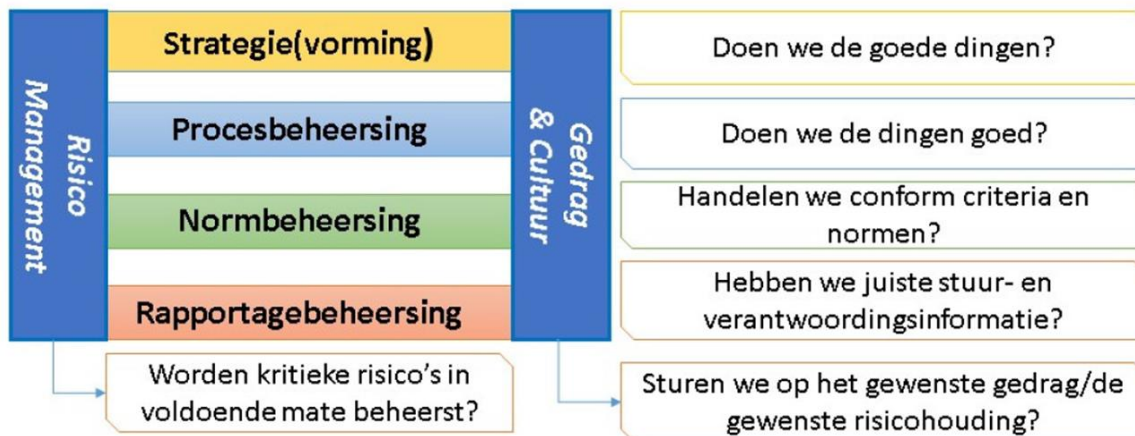 Risico
Management
Strategie(vorming)
Procesbeheersing
Normbeheersing
Rapportagebeheersing
Gedrag
& Cultuur
Doen we de goede dingen?
Doen we de dingen goed?
Handelen we conform criteria en
normen?
Hebben we juiste stuur- en
verantwoordingsinformatie?
Worden kritieke risico’s in
voldoende mate beheerst?
Sturen we op het gewenste gedrag/de
gewenste risicohouding?